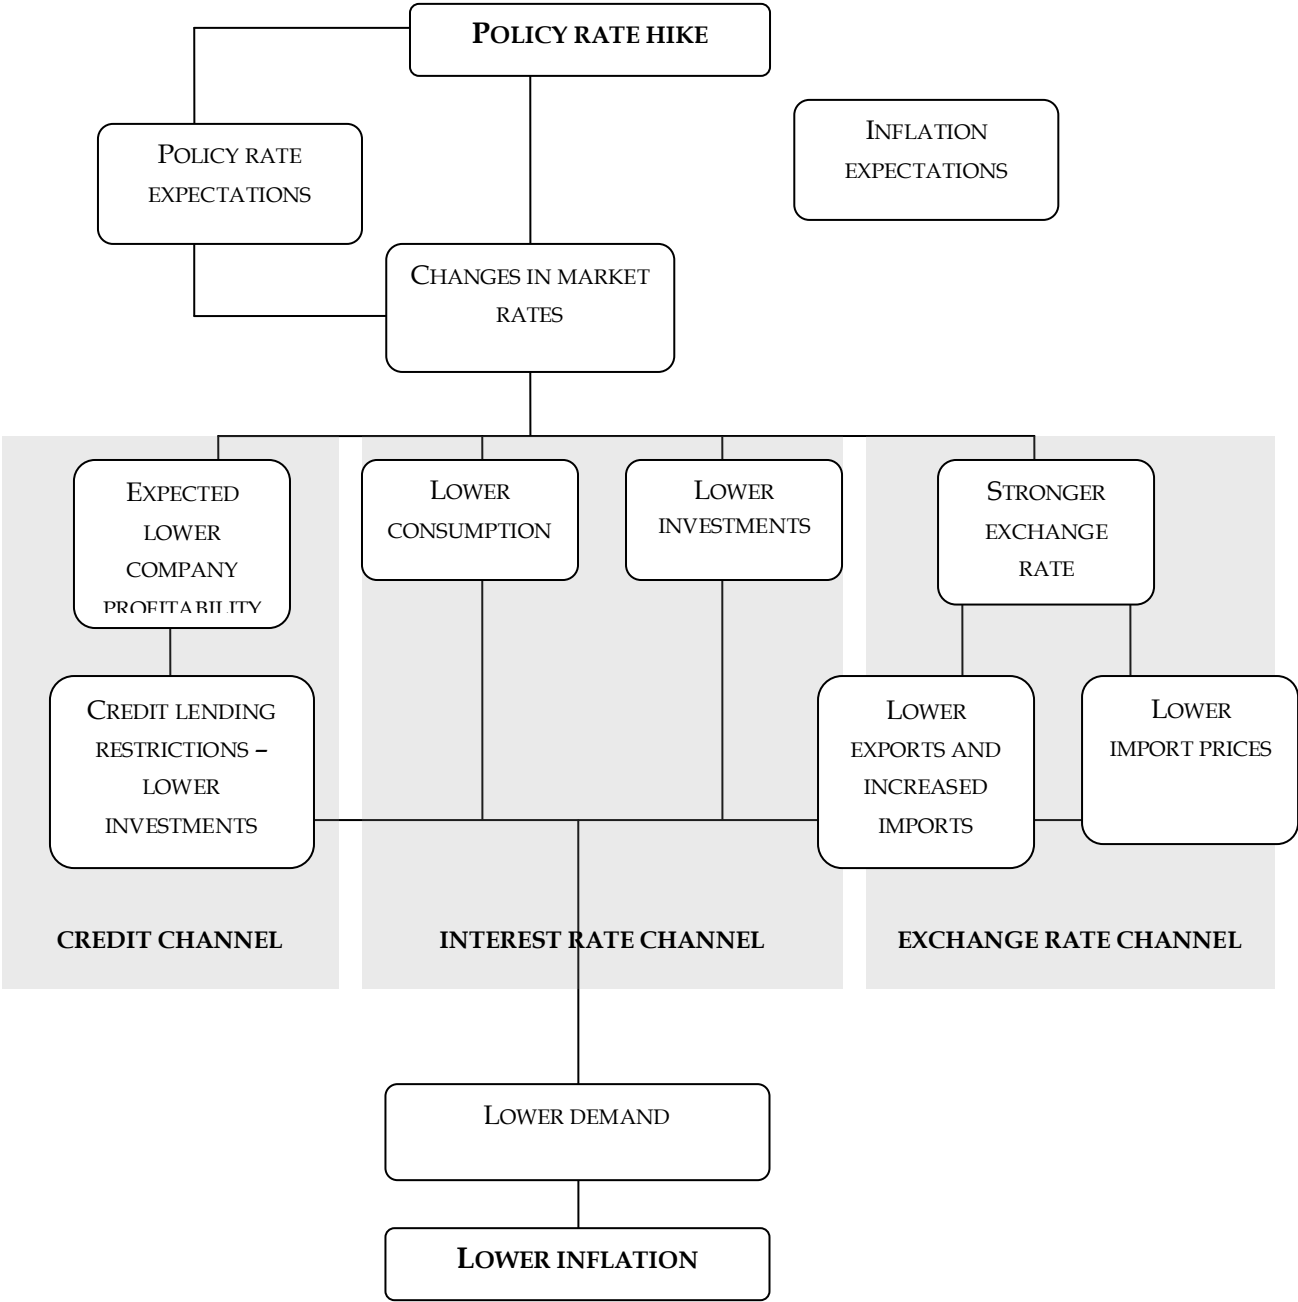 POLICY RATE HIKE
INFLATION
EXPECTATIONS
POLICY RATE
EXPECTATIONS
CHANGES IN MARKET
RATES
EXPECTED
LOWER
COMPANY
PROFITABILITY
LOWER
CONSUMPTION
LOWER
INVESTMENTS
STRONGER
EXCHANGE
RATE
CREDIT LENDING
RESTRICTIONS –
LOWER
INVESTMENTS
LOWER
EXPORTS AND
INCREASED
IMPORTS
LOWER
IMPORT PRICES
CREDIT CHANNEL
INTEREST RATE CHANNEL
EXCHANGE RATE CHANNEL
LOWER DEMAND
LOWER INFLATION